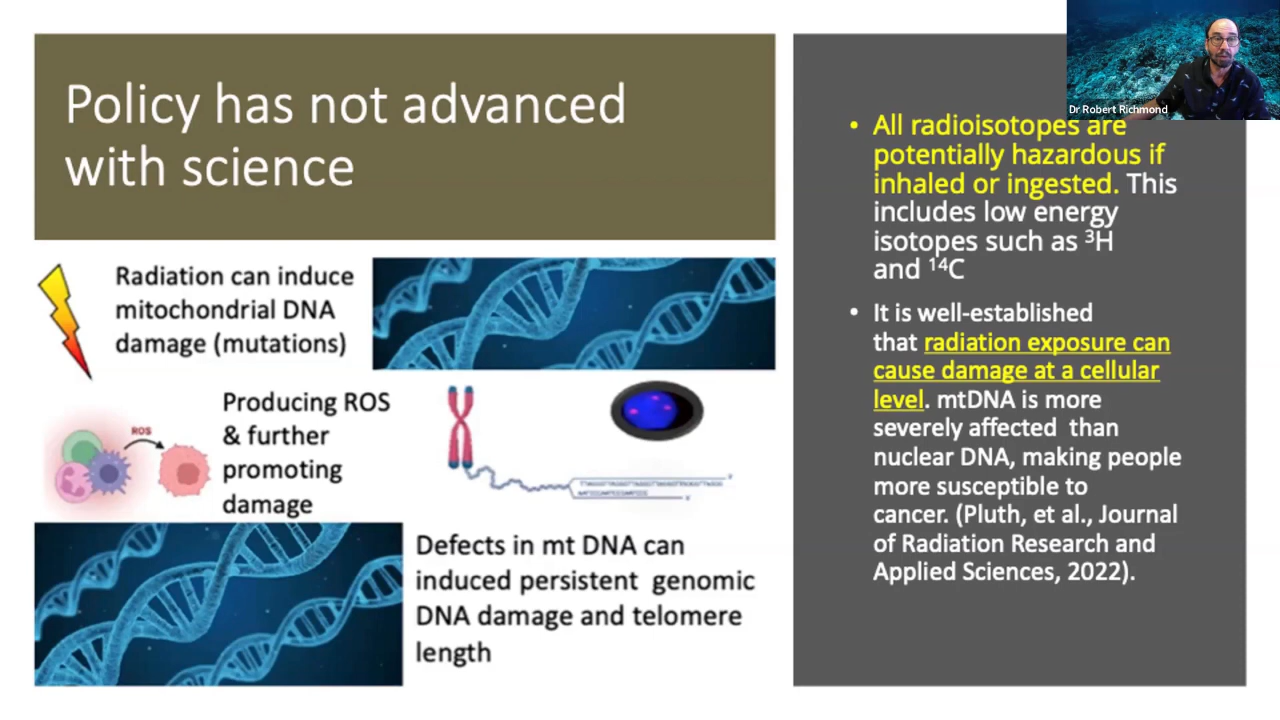 Policy has not advanced
with science
Radiation can induce
mitochondrial DNA
damage (mutations)
ROS
Producing ROS
& further
promoting
damage
Defects in mt DNA can
induced persistent genomic
DNA damage and telomere
length
Dr Robert Richmond
• All radioisotopes are
potentially hazardous if
inhaled or ingested. This
includes low energy
isotopes such as ³H
and ¹⁴C
• It is well-established
that radiation exposure can
cause damage at a cellular
level. mtDNA is more
severely affected than
nuclear DNA, making people
more susceptible to
cancer. (Pluth, et al., Journal
of Radiation Research and
Applied Sciences, 2022).